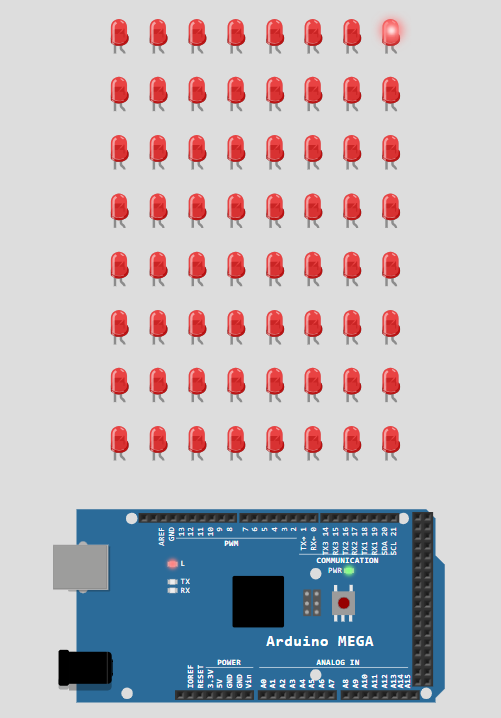 AREF
GND
13
12
11
10
9
8
7
6
5
4
3
2
TX→ 1
RX← 0
TX3 14
RX3 15
TX2 16
RX2 17
TX1 18
RX1 19
SDA 20
SCL 21
PWM
COMMUNICATION
L
PWR
TX
RX
Arduino MEGA
POWER
ANALOG IN
IOREF
RESET
3.3V
5V
GND
GND
Vin
A0
A1
A2
A3
A4
A5
A6
A7
A8
A9
A10
A11
A12
A13
A14
A15